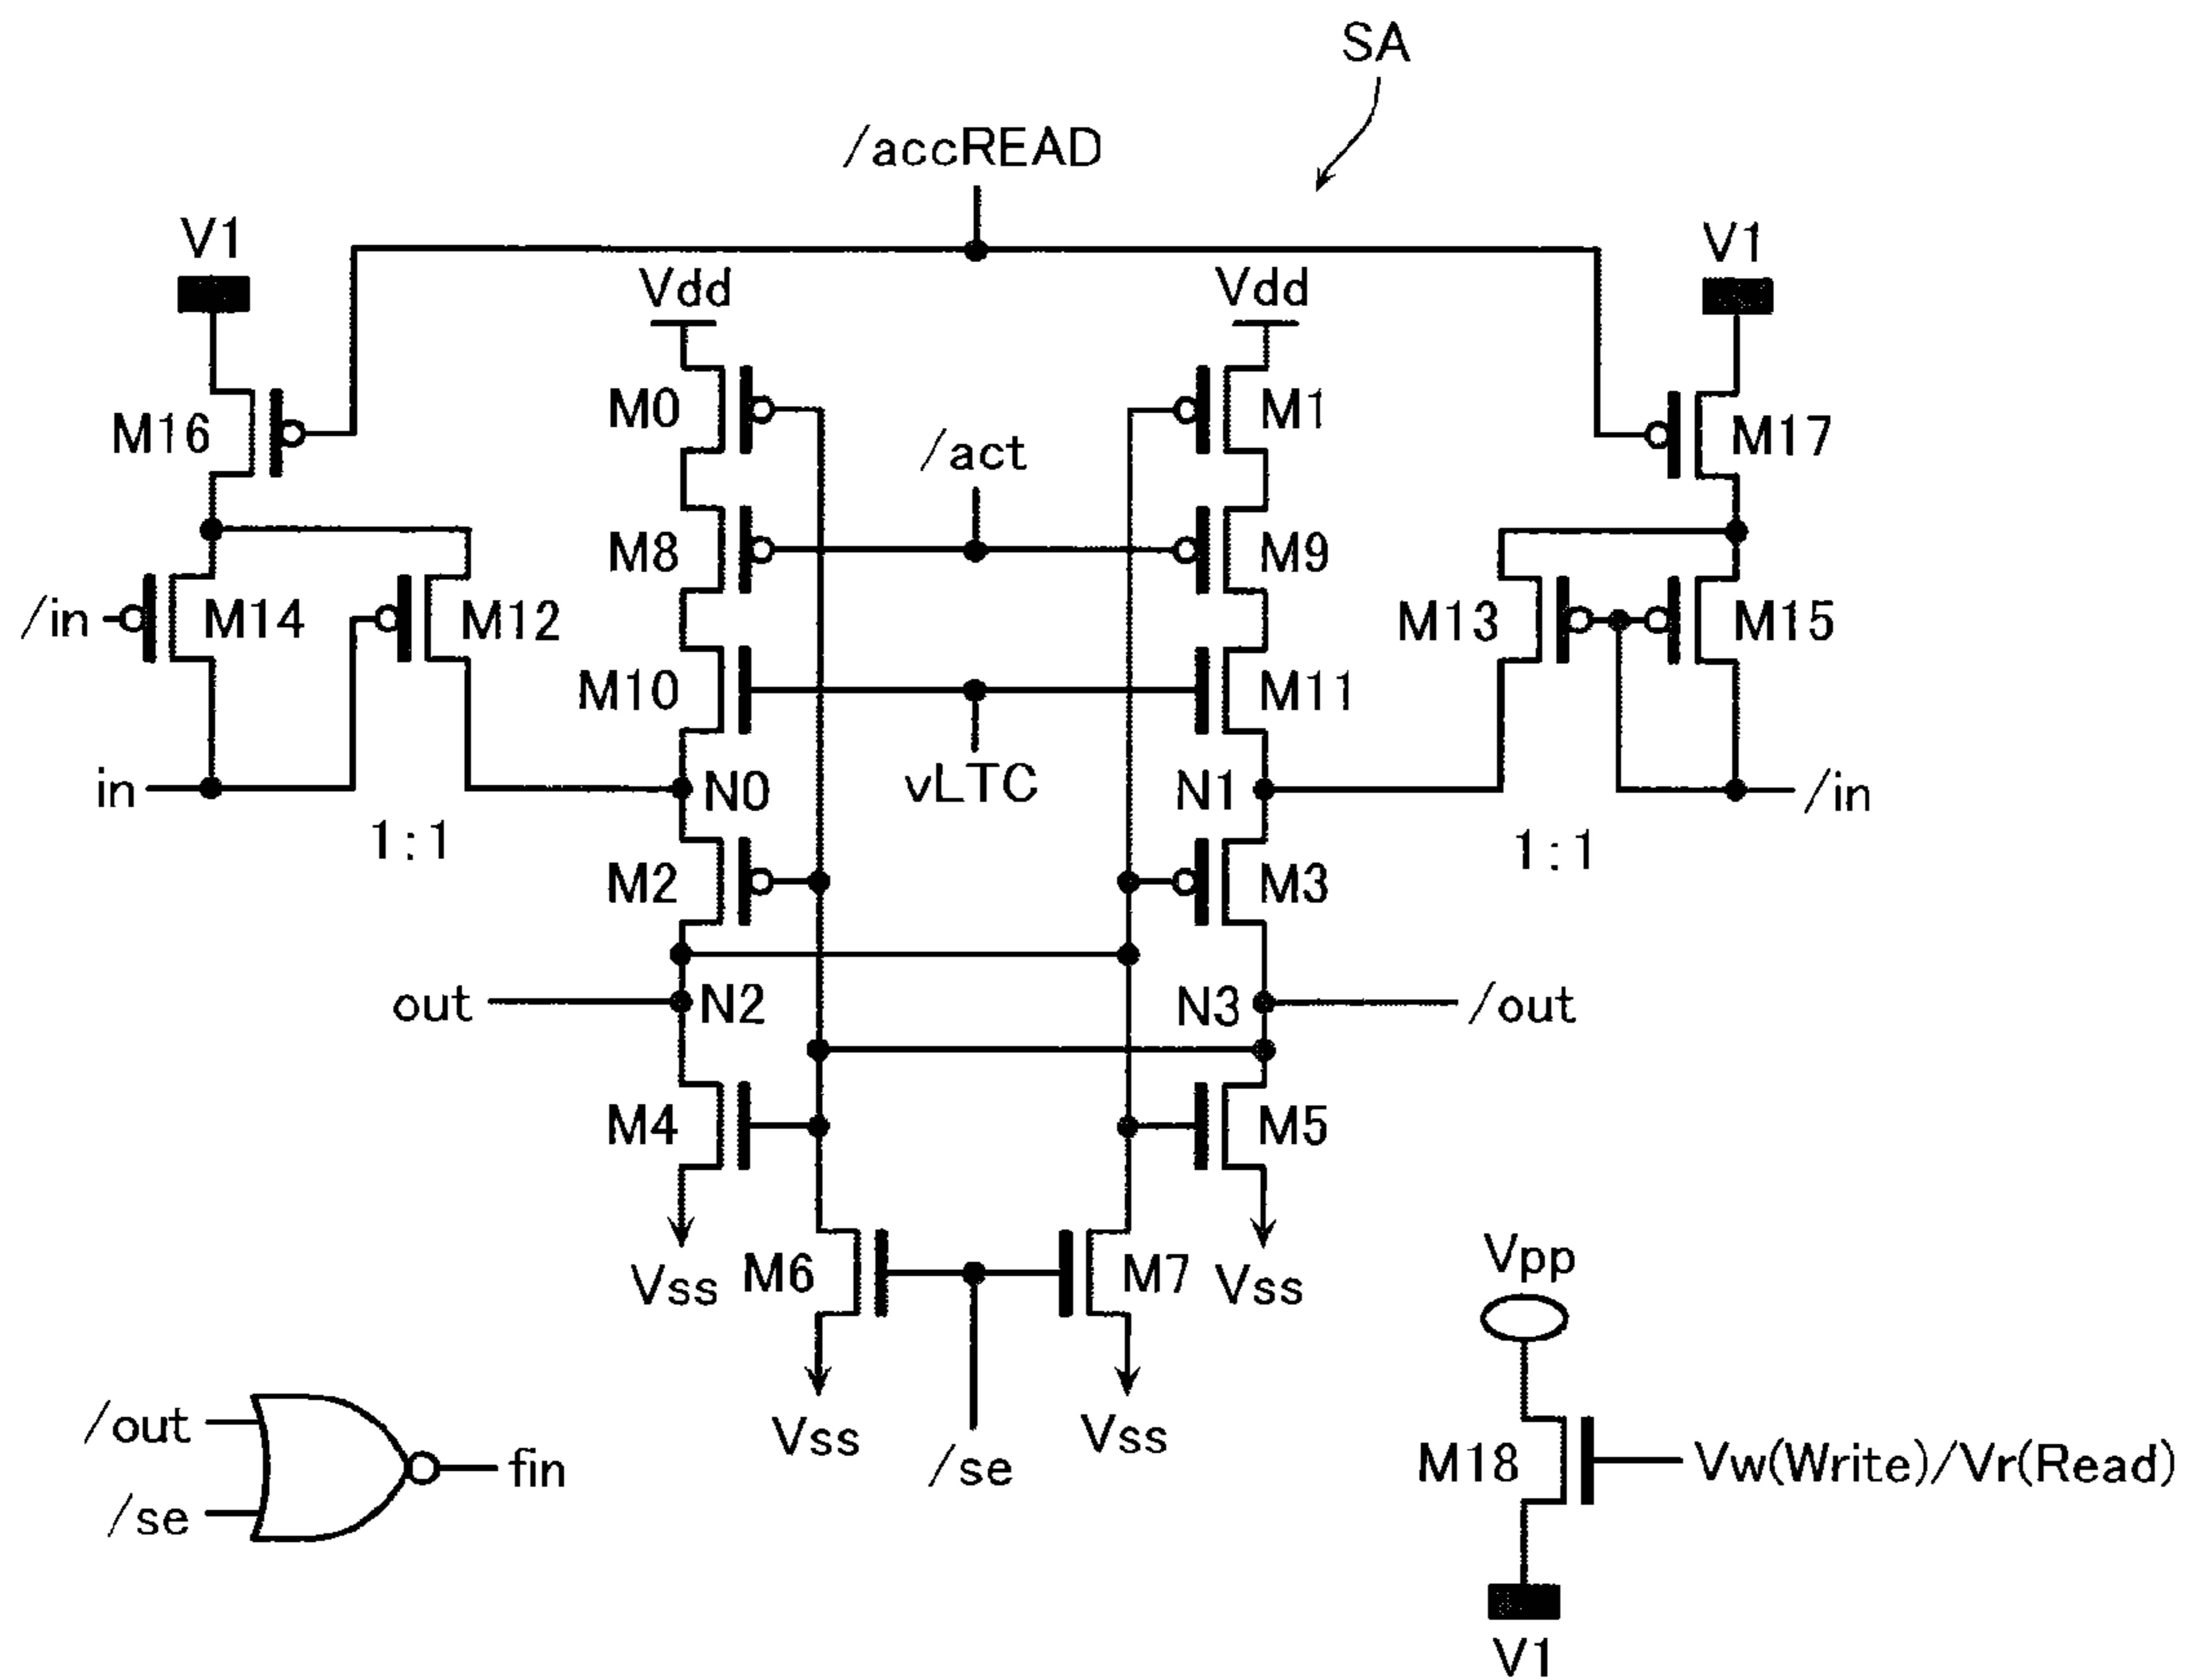 SA
/accREAD
V1
V1
Vdd
Vdd
M0
M1
M16
/act
M17
M8
M9
/in
M14
M12
M13
M15
M10
M11
in
N0
vLTC
N1
/in
1:1
1:1
M2
M3
out
N2
N3
/out
M4
M5
Vss
M6
M7
Vss
Vpp
/out
Vss
Vss
/se
fin
M18
Vw(Write)/Vr(Read)
/se
V1